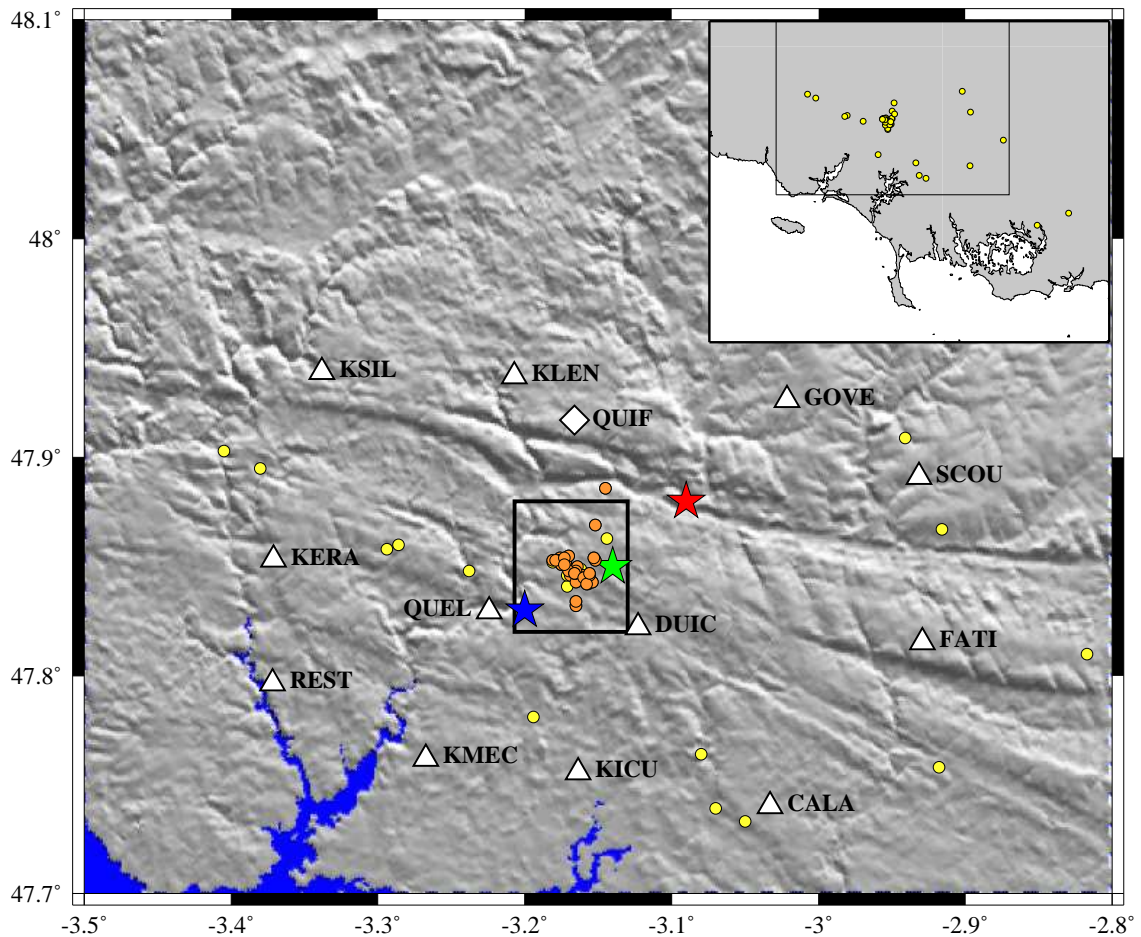 48.1°
48°
KSIL
KLEN
GOVE
QUIF
47.9°
SCOU
KERA
QUEL
DUIC
FATI
47.8°
REST
KMEC
KICU
CALA
47.7°
-3.5° -3.4° -3.3° -3.2° -3.1° -3° -2.9° -2.8°